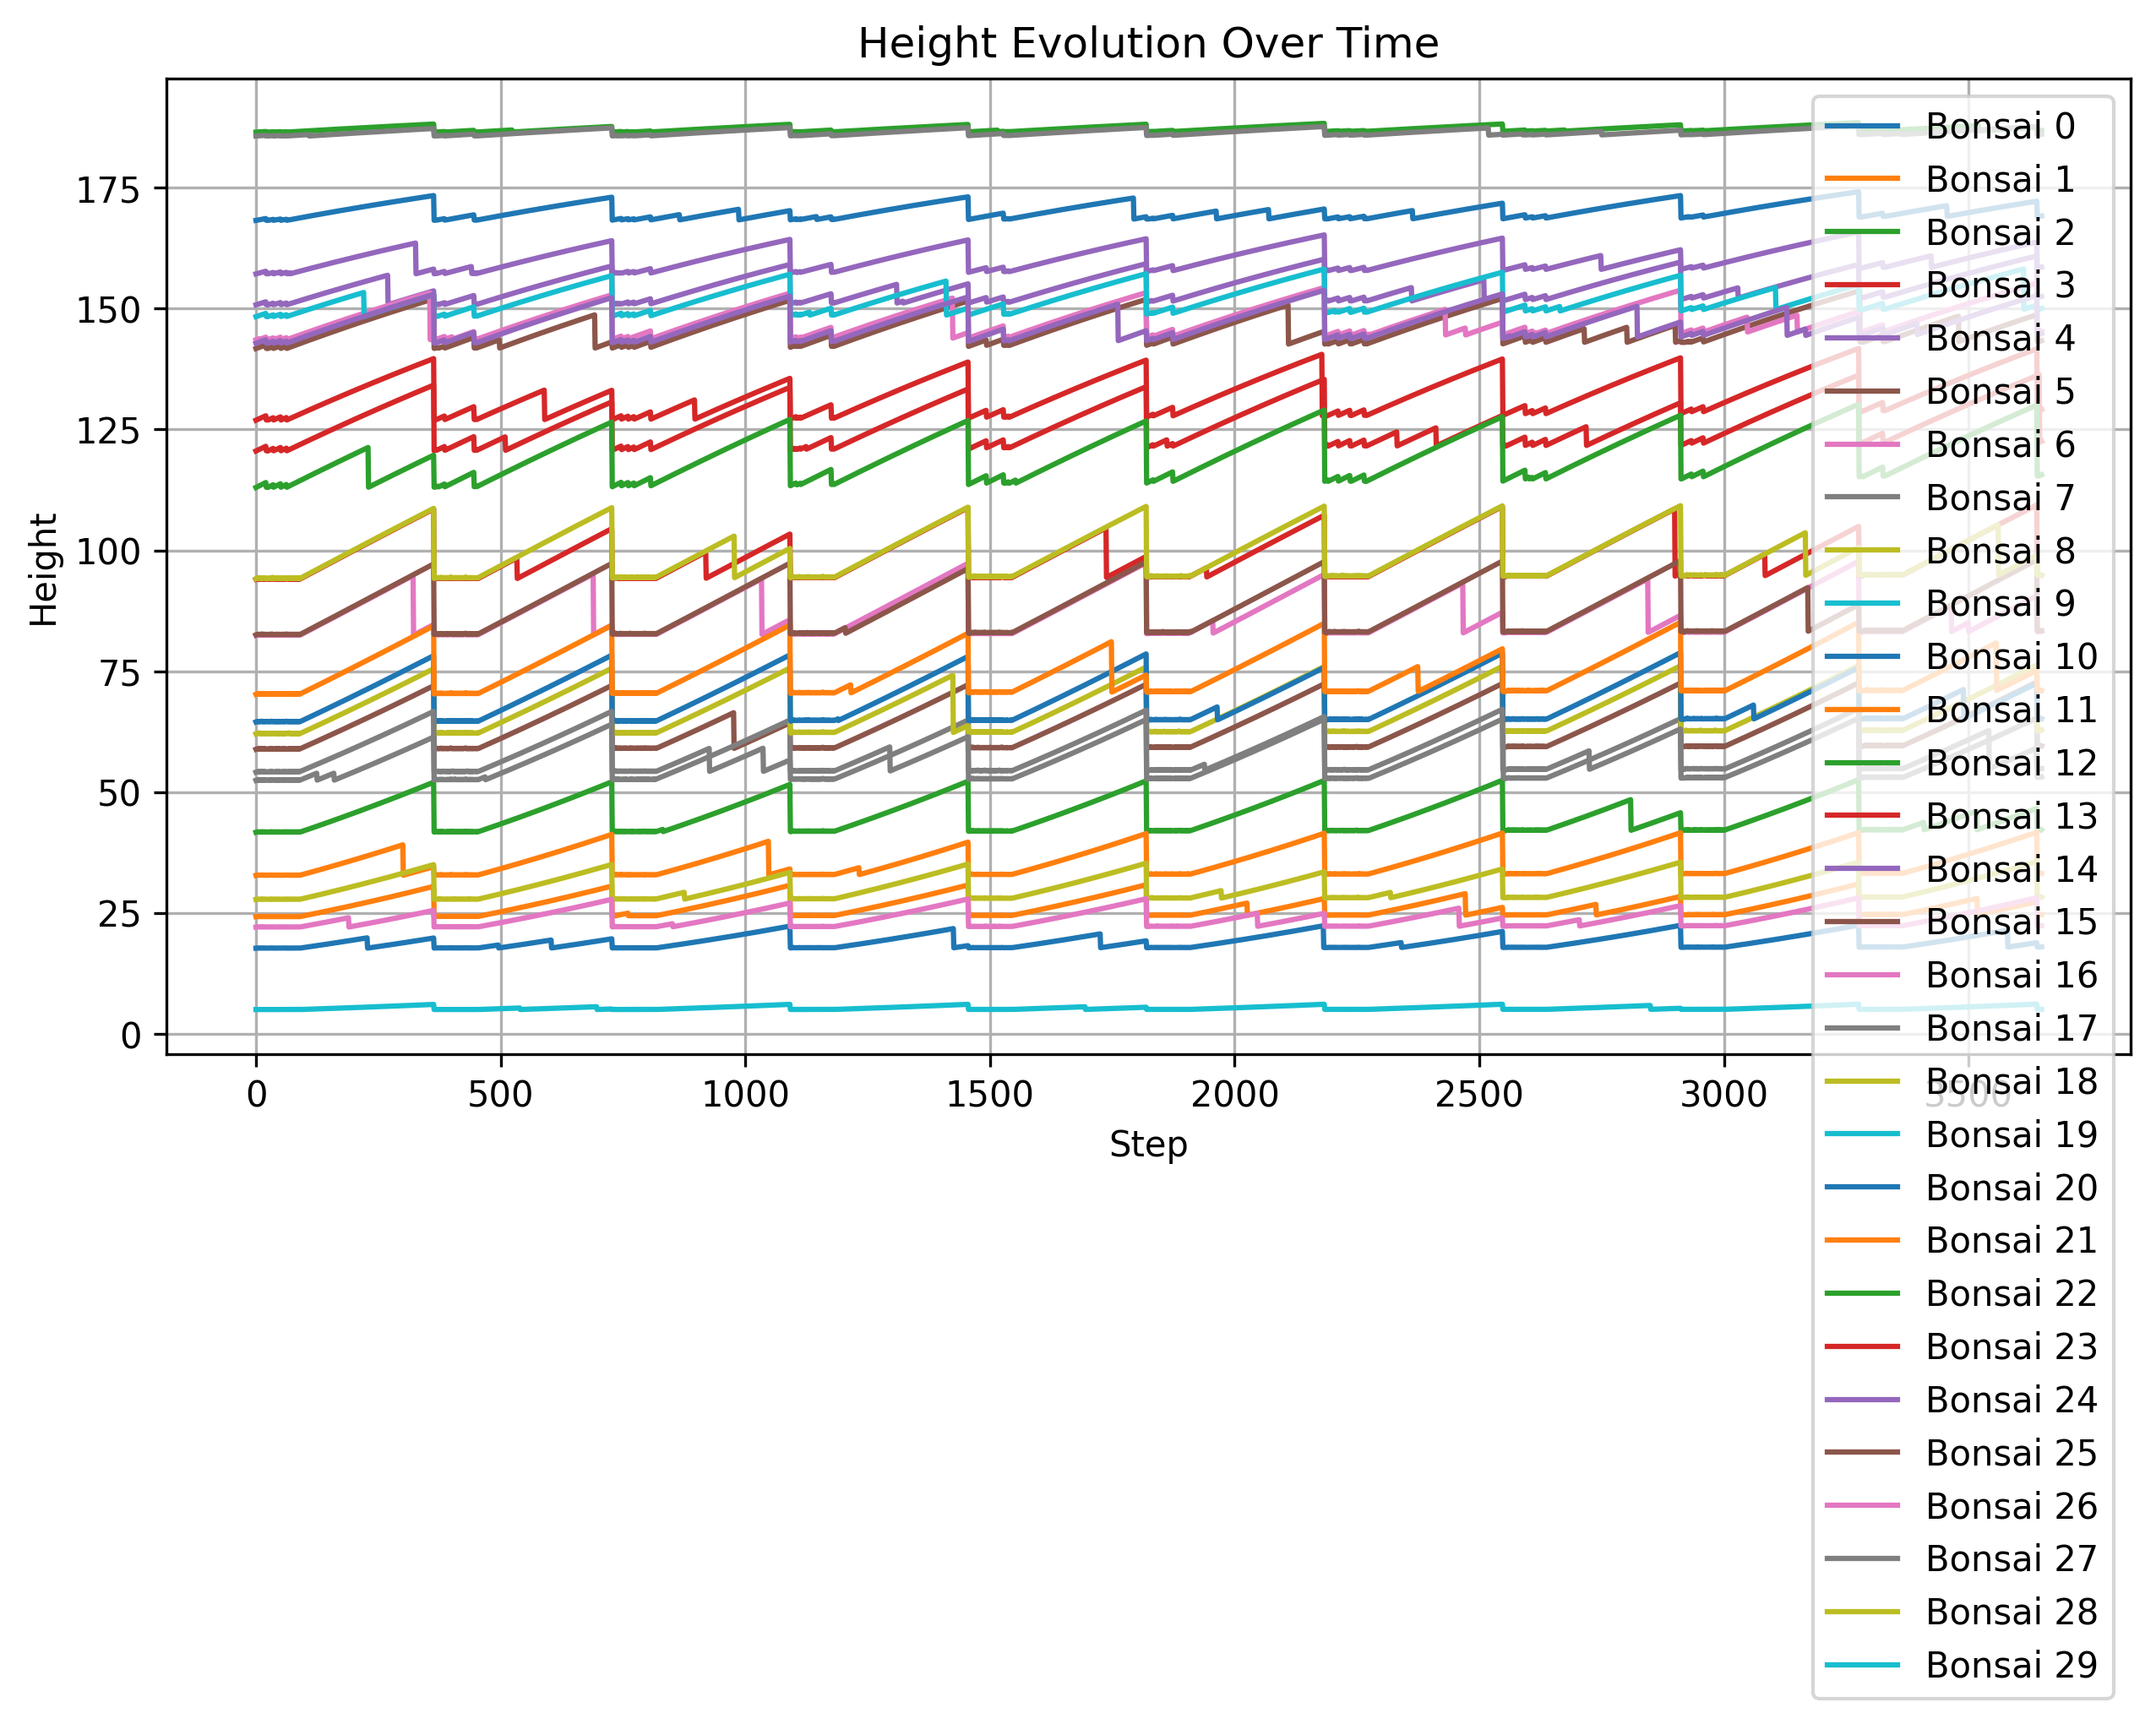 Height Evolution Over Time
Height
175
150
125
100
75
50
25
0
0
500
1000
1500
2000
2500
3000
3500
Step
Bonsai 0
Bonsai 1
Bonsai 2
Bonsai 3
Bonsai 4
Bonsai 5
Bonsai 6
Bonsai 7
Bonsai 8
Bonsai 9
Bonsai 10
Bonsai 11
Bonsai 12
Bonsai 13
Bonsai 14
Bonsai 15
Bonsai 16
Bonsai 17
Bonsai 18
Bonsai 19
Bonsai 20
Bonsai 21
Bonsai 22
Bonsai 23
Bonsai 24
Bonsai 25
Bonsai 26
Bonsai 27
Bonsai 28
Bonsai 29